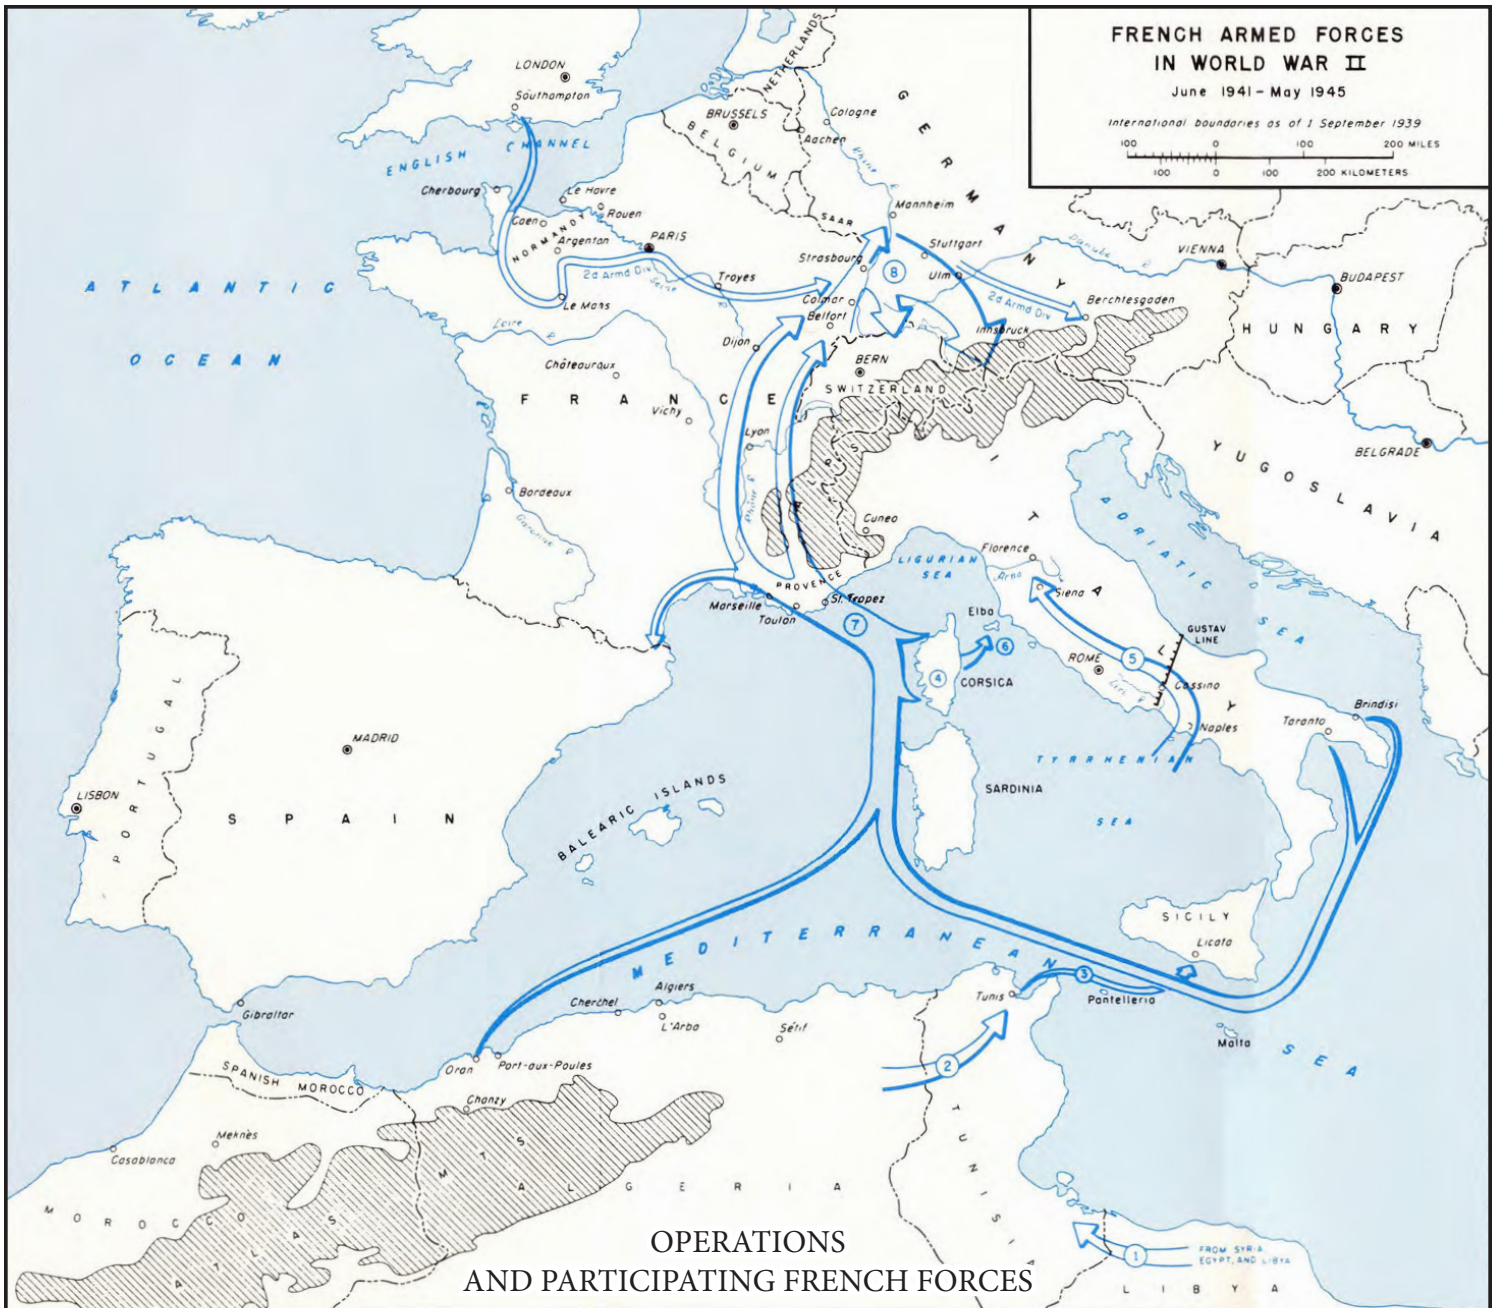 FRENCH ARMED FORCES
IN WORLD WAR II
June 1941 – May 1945
International boundaries as of 1 September 1939
100 0 100 200 MILES
100 0 100 200 KILOMETERS
LONDON
Southampton
NETHERLANDS
GERMANY
BRUSSELS
BELGIUM
Cologne
Aachen
Rhine R
ENGLISH CHANNEL
Cherbourg
Le Havre
Rouen
Caen
NORMANDY
Argentan
PARIS
SAAR
Mannheim
Stuttgart
Strasbourg
8
Ulm
Danube R
VIENNA
BUDAPEST
2d Armd Div
Seine
Troyes
Le Mans
Colmar
Belfort
2d Armd Div
Berchtesgaden
Innsbruck
HUNGARY
ATLANTIC
OCEAN
Loire R
Dijon
BERN
SWITZERLAND
Châteauroux
FRANCE
Vichy
Lyon
Rhône R
ALPS
BELGRADE
YUGOSLAVIA
Bordeaux
Garonne R
Cuneo
ITALY
ADRIATIC SEA
Florence
LIGURIAN
SEA
Arno
PROVENCE
Siena
Marseille
St. Tropez
Toulon
7
Elba
6
GUSTAV
LINE
ROME
5
4
CORSICA
Liri R
Cassino
Naples
Taranto
Brindisi
PORTUGAL
MADRID
LISBON
SPAIN
BALEARIC ISLANDS
TYRRHENIAN
SEA
SARDINIA
SICILY
Licata
MEDITERRANEAN
SEA
Gibraltar
Cherchel
Algiers
L'Arba
Sétif
Tunis
3
Pantelleria
Malta
Oran
Port-aux-Poules
2
SPANISH MOROCCO
Chanzy
Meknès
Casablanca
MOROCCO
ATLAS MTS
ALGERIA
TUNISIA
1
FROM SYRIA
EGYPT, AND LIBYA
LIBYA
OPERATIONS
AND PARTICIPATING FRENCH FORCES